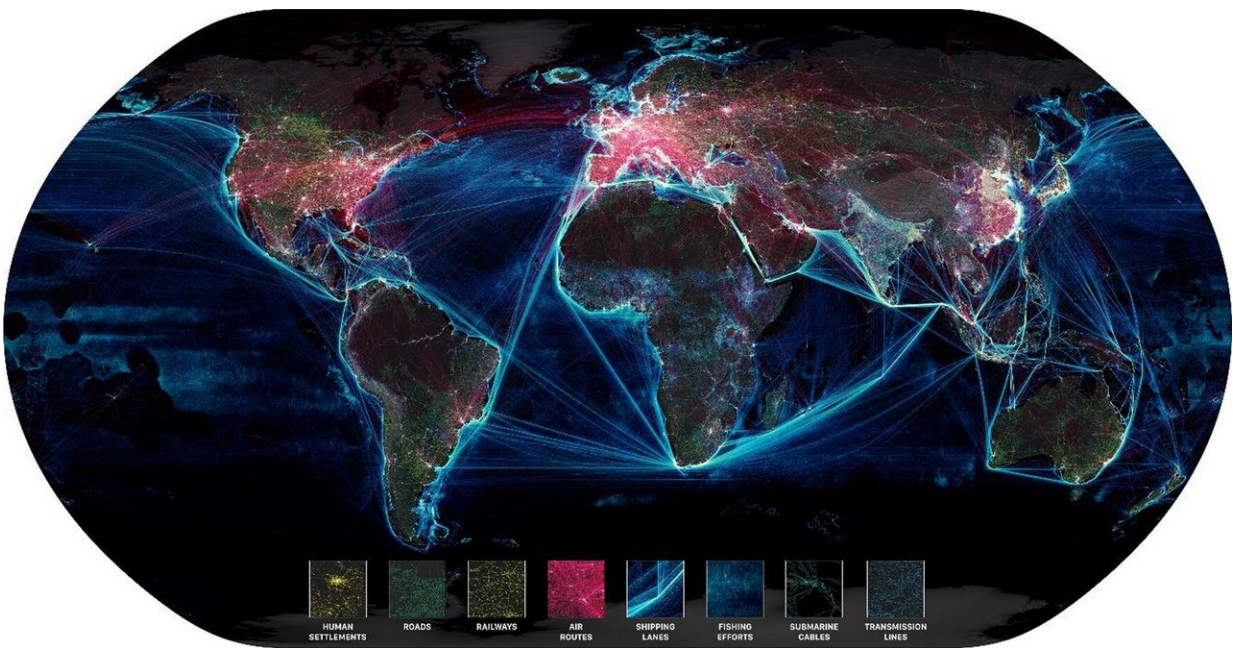 HUMAN
SETTLEMENTS
ROADS
RAILWAYS
AIR
ROUTES
SHIPPING
LANES
FISHING
EFFORTS
SUBMARINE
CABLES
TRANSMISSION
LINES